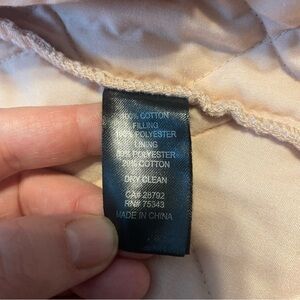 100% COTTON
FILLING
100% POLYESTER
LINING
80% POLYESTER
20% COTTON
DRY CLEAN
CA# 28792
RN# 75343
MADE IN CHINA